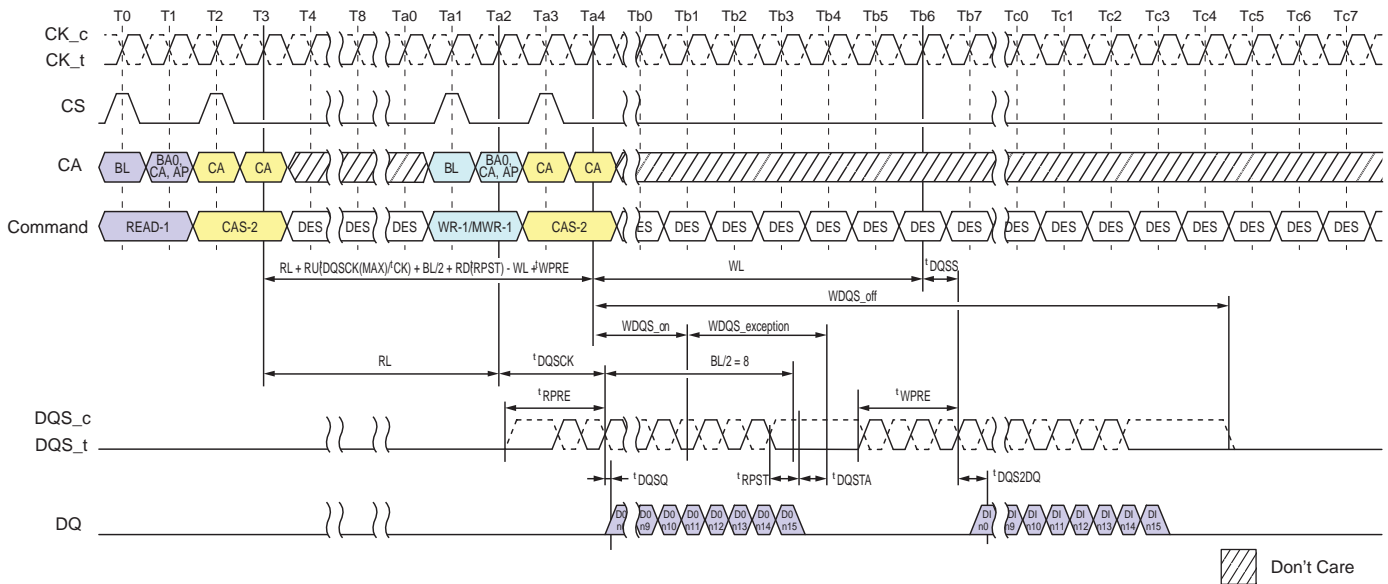 T0 T1 T2 T3 T4 T8 Ta0 Ta1 Ta2 Ta3 Ta4 Tb0 Tb1 Tb2 Tb3 Tb4 Tb5 Tb6 Tb7 Tc0 Tc1 Tc2 Tc3 Tc4 Tc5 Tc6 Tc7
CK_c
CK_t
CS
CA
BL
BA0,
CA, AP
CA CA
BL
BA0,
CA, AP
CA CA
Command
READ-1 CAS-2 DES DES DES WR-1/MWR-1 CAS-2 DES DES DES DES DES DES DES DES DES DES DES DES DES DES DES DES
RL + RU(tDQSCK(MAX)/tCK) + BL/2 + RD(tRPST) - WL + tWPRE
WL
tDQSS
WDQS_off
WDQS_on
WDQS_exception
RL
tDQSCK
BL/2 = 8
tRPRE
tWPRE
DQS_c
DQS_t
tDQSQ
tRPST
tDQSTA
tDQS2DQ
DQ
D0 D0 D0 D0 D0 D0 D0
n9 n10 n11 n12 n13 n14 n15
DI DI DI DI DI DI DI DI
n0 n9 n10 n11 n12 n13 n14 n15
Don't Care